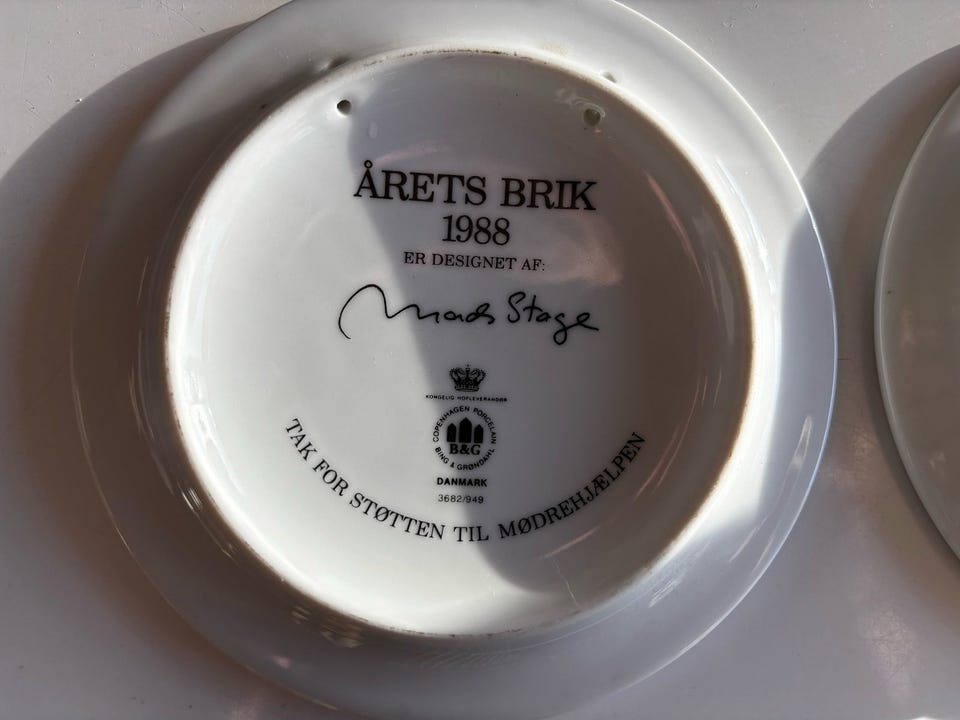 ÅRETS BRIK
1988
ER DESIGNET AF:
Mads Stage
KONGELIG HOFLEVERANDØR
COPENHAGEN PORCELAIN
BING & GRØNDAHL
B&G
DANMARK
3682/949
TAK FOR STØTTEN TIL MØDREHJÆLPEN